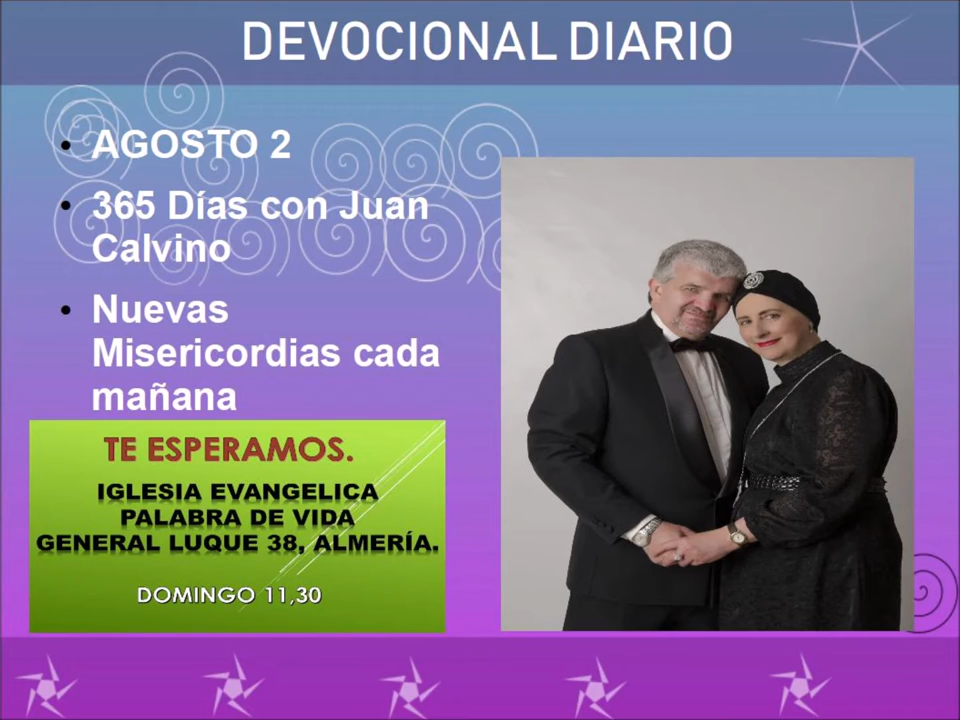 DEVOCIONAL DIARIO
• AGOSTO 2
• 365 Días con Juan
Calvino
• Nuevas
Misericordias cada
mañana
TE ESPERAMOS.
IGLESIA EVANGELICA
PALABRA DE VIDA
GENERAL LUQUE 38, ALMERÍA.
DOMINGO 11,30